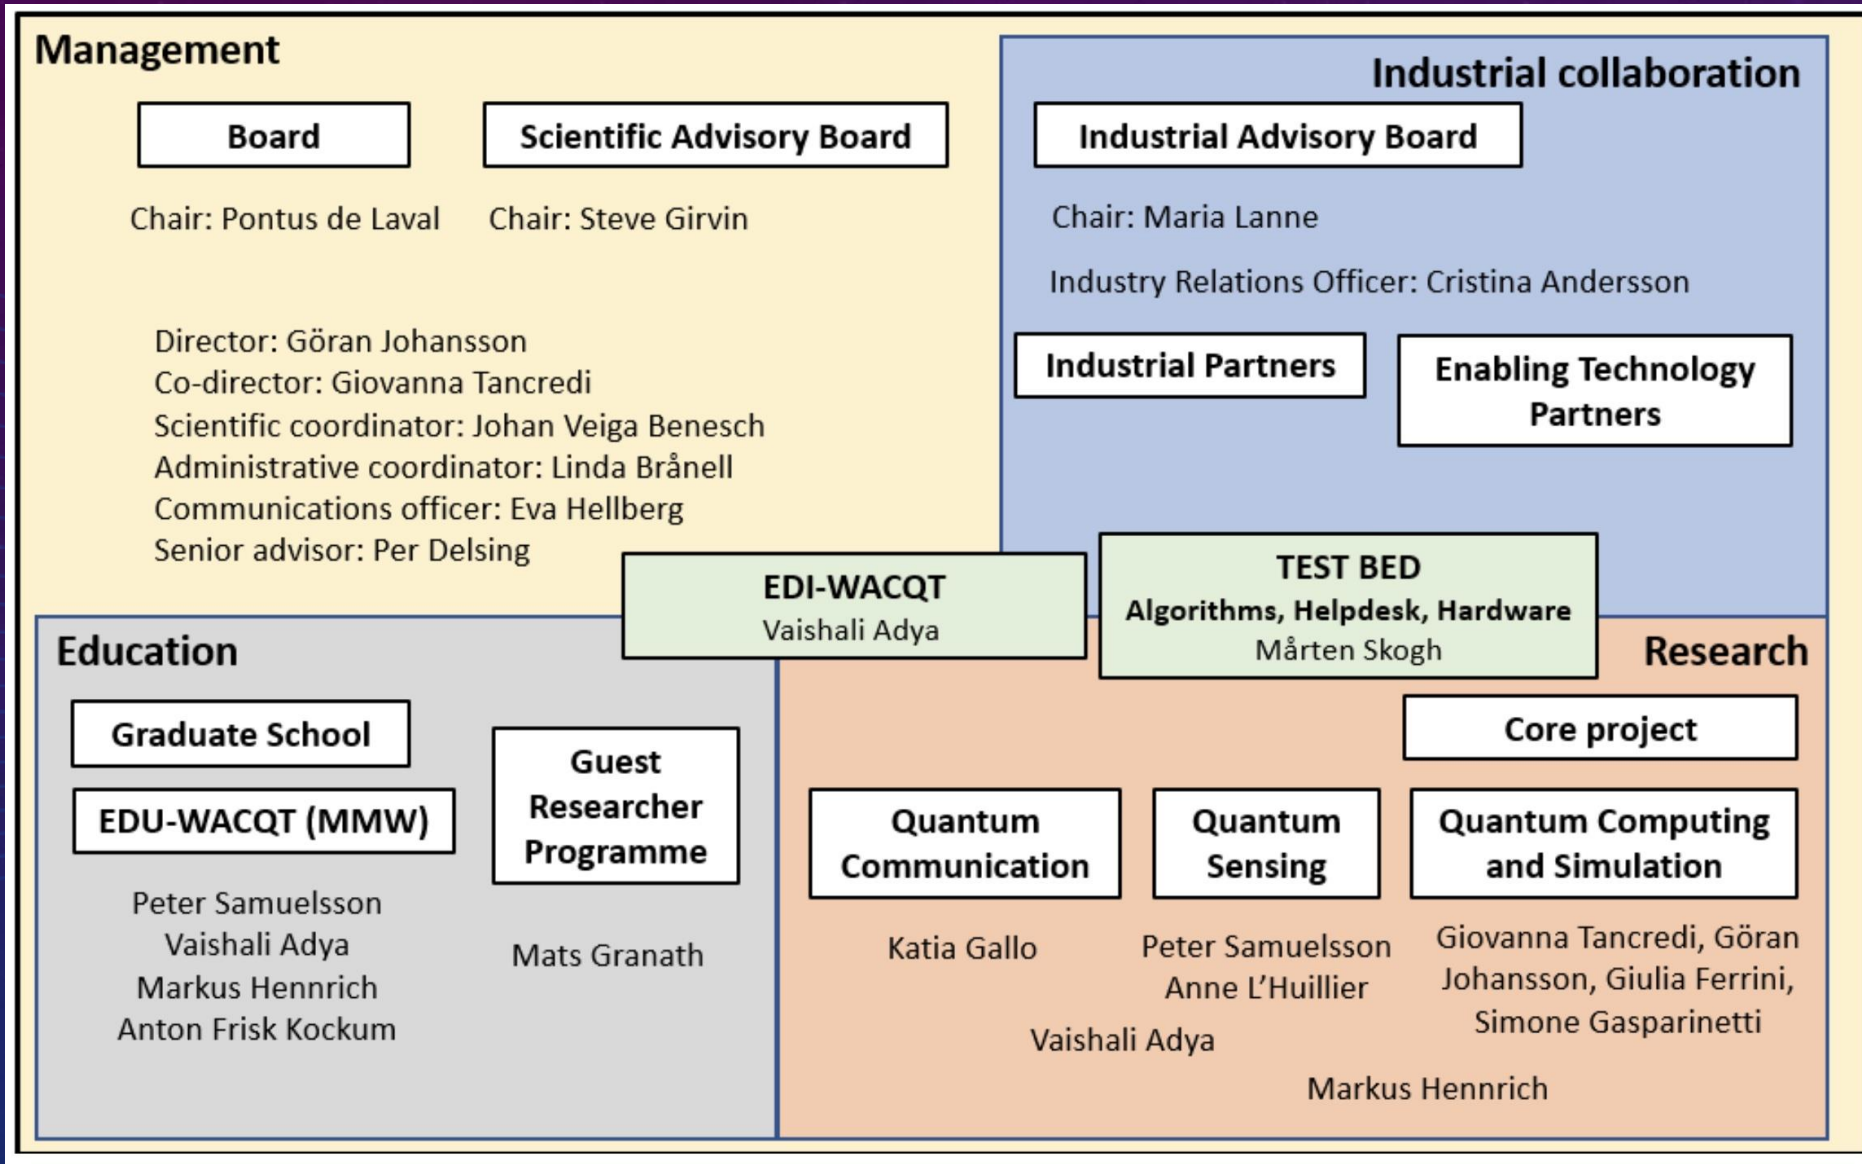 Management
Board
Scientific Advisory Board
Chair: Pontus de Laval
Chair: Steve Girvin
Director: Göran Johansson
Co-director: Giovanna Tancredi
Scientific coordinator: Johan Veiga Benesch
Administrative coordinator: Linda Brånell
Communications officer: Eva Hellberg
Senior advisor: Per Delsing
Industrial collaboration
Industrial Advisory Board
Chair: Maria Lanne
Industry Relations Officer: Cristina Andersson
Industrial Partners
Enabling Technology
Partners
EDI-WACQT
Vaishali Adya
TEST BED
Algorithms, Helpdesk, Hardware
Mårten Skogh
Education
Graduate School
EDU-WACQT (MMW)
Peter Samuelsson
Vaishali Adya
Markus Hennrich
Anton Frisk Kockum
Guest
Researcher
Programme
Mats Granath
Research
Core project
Quantum
Communication
Katia Gallo
Quantum
Sensing
Peter Samuelsson
Anne L’Huillier
Quantum Computing
and Simulation
Giovanna Tancredi, Göran
Johansson, Giulia Ferrini,
Simone Gasparinetti
Vaishali Adya
Markus Hennrich